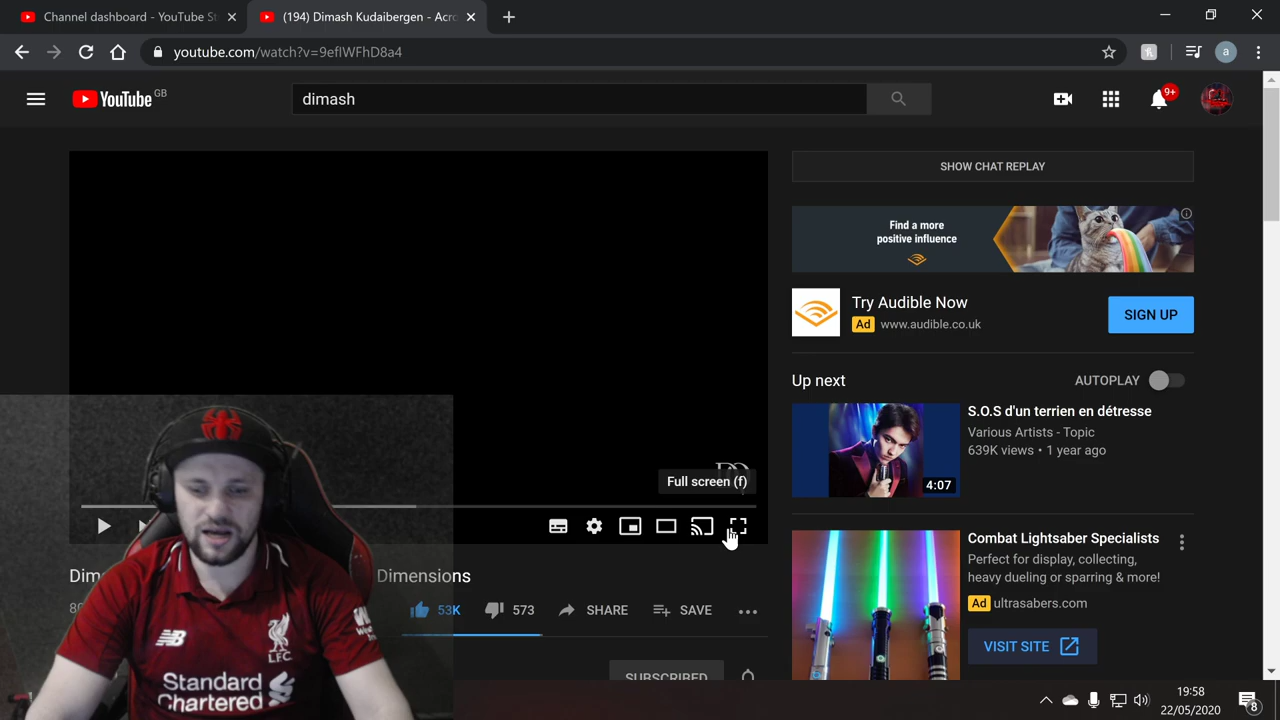 Channel dashboard - YouTube St
(194) Dimash Kudaibergen - Acro
youtube.com/watch?v=9efIWFhD8a4
a
YouTube GB
dimash
9+
SHOW CHAT REPLAY
Find a more
positive influence
Try Audible Now
Ad www.audible.co.uk
SIGN UP
Up next
AUTOPLAY
S.O.S d'un terrien en détresse
Various Artists - Topic
639K views • 1 year ago
4:07
Full screen (f)
Dimensions
53K
573
SHARE
SAVE
SUBSCRIBED
Combat Lightsaber Specialists
Perfect for display, collecting,
heavy dueling or sparring & more!
Ad ultrasabers.com
VISIT SITE
NB
L.F.C.
Standard
Chartered
19:58
22/05/2020
8